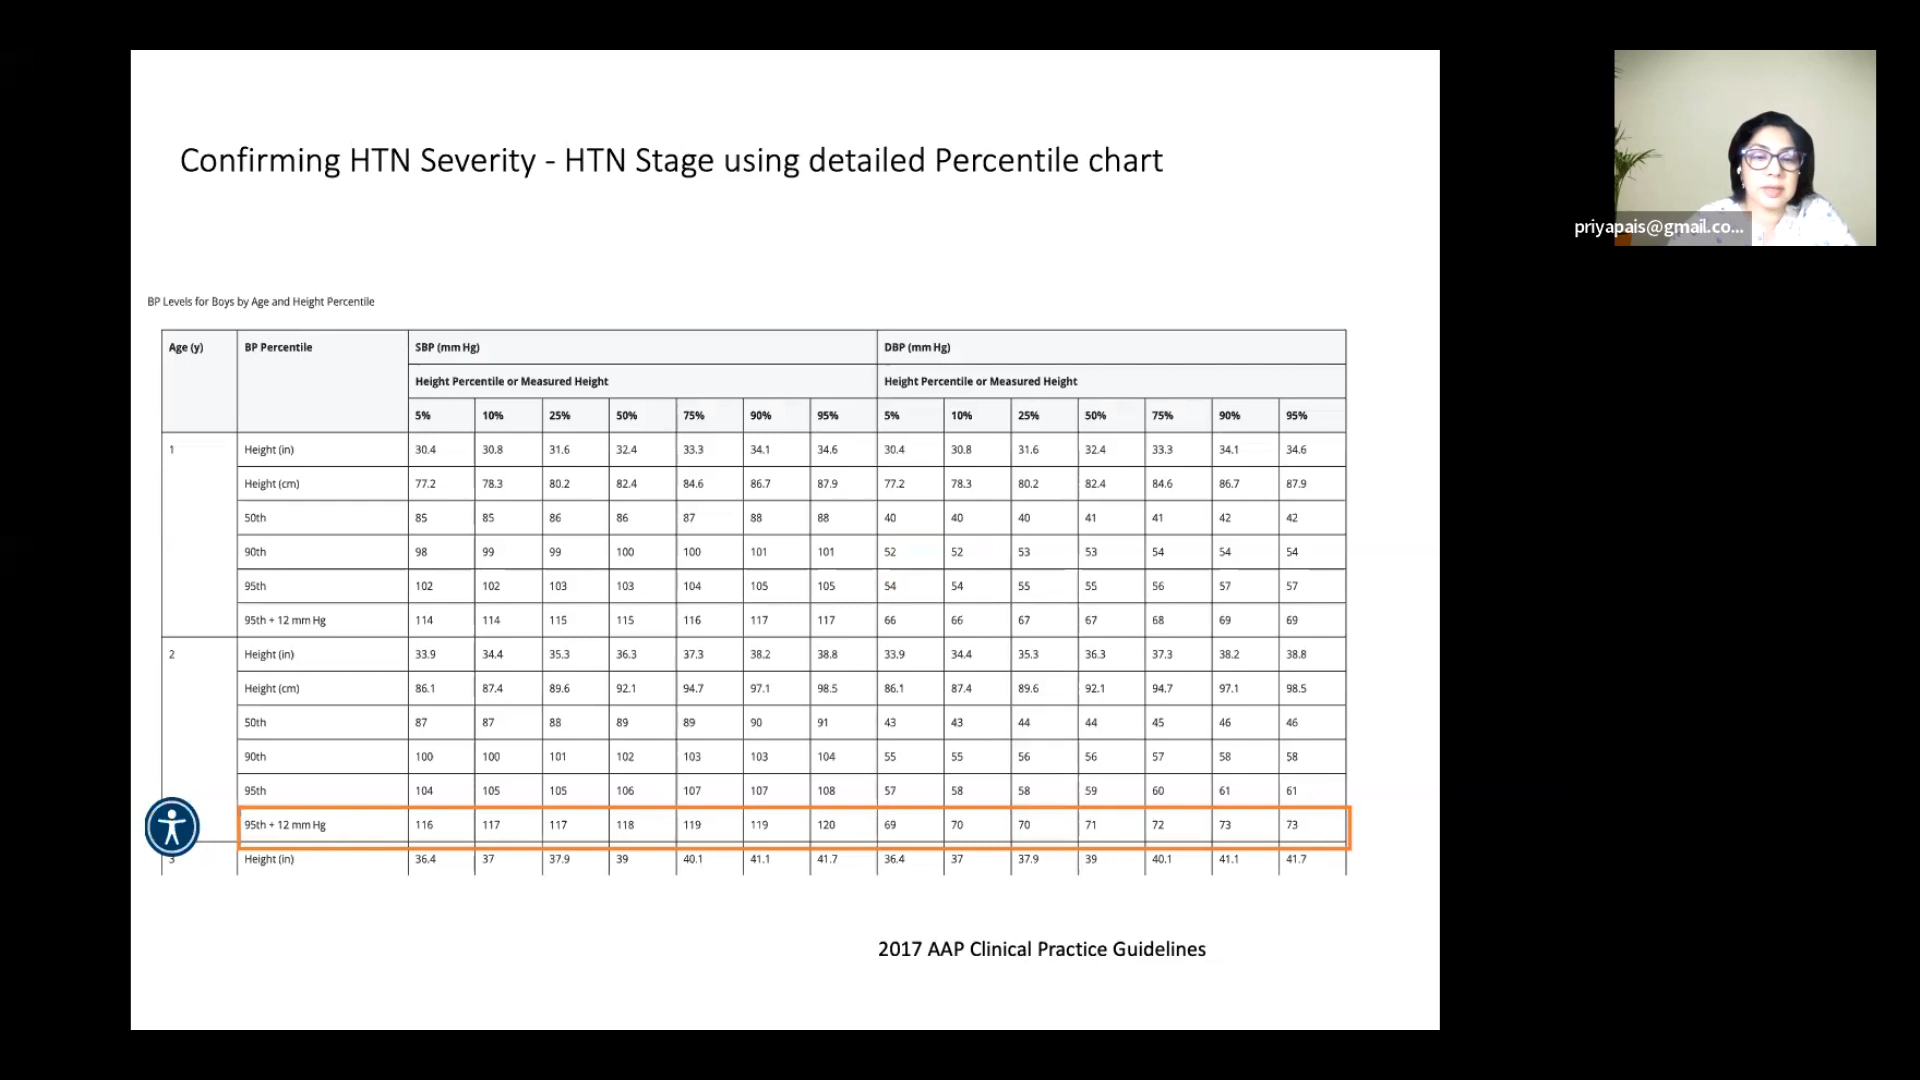 Confirming HTN Severity - HTN Stage using detailed Percentile chart
priyapais@gmail.co...
BP Levels for Boys by Age and Height Percentile
Age (y) BP Percentile SBP (mm Hg) DBP (mm Hg)
Height Percentile or Measured Height Height Percentile or Measured Height
5% 10% 25% 50% 75% 90% 95% 5% 10% 25% 50% 75% 90% 95%
1 Height (in) 30.4 30.8 31.6 32.4 33.3 34.1 34.6 30.4 30.8 31.6 32.4 33.3 34.1 34.6
Height (cm) 77.2 78.3 80.2 82.4 84.6 86.7 87.9 77.2 78.3 80.2 82.4 84.6 86.7 87.9
50th 85 85 86 86 87 88 88 40 40 40 41 41 42 42
90th 98 99 99 100 100 101 101 52 52 53 53 54 54 54
95th 102 102 103 103 104 105 105 54 54 55 55 56 57 57
95th + 12 mm Hg 114 114 115 115 116 117 117 66 66 67 67 68 69 69
2 Height (in) 33.9 34.4 35.3 36.3 37.3 38.2 38.8 33.9 34.4 35.3 36.3 37.3 38.2 38.8
Height (cm) 86.1 87.4 89.6 92.1 94.7 97.1 98.5 86.1 87.4 89.6 92.1 94.7 97.1 98.5
50th 87 87 88 89 89 90 91 43 43 44 44 45 46 46
90th 100 100 101 102 103 103 104 55 55 56 56 57 58 58
95th 104 105 105 106 107 107 108 57 58 58 59 60 61 61
95th + 12 mm Hg 116 117 117 118 119 119 120 69 70 70 71 72 73 73
3 Height (in) 36.4 37 37.9 39 40.1 41.1 41.7 36.4 37 37.9 39 40.1 41.1 41.7
2017 AAP Clinical Practice Guidelines